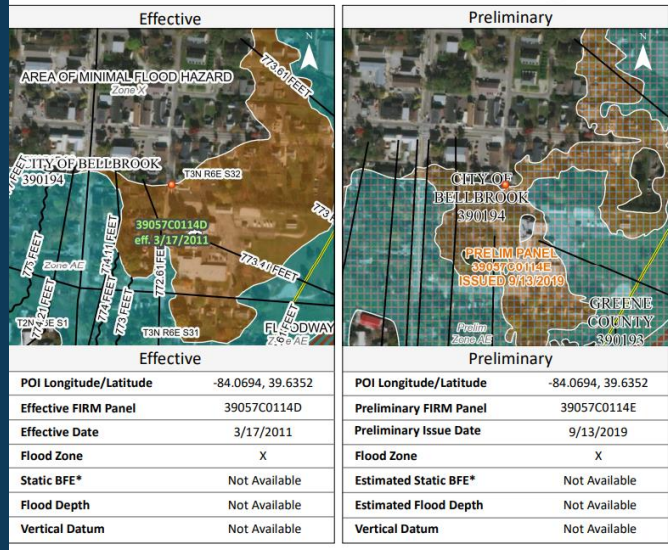 Effective
N
773.61 FEET
AREA OF MINIMAL FLOOD HAZARD
Zone X
CITY OF BELLBROOK
390194
T3N R6E S32
39057C0114D
eff. 3/17/2011
774.11 FEET
772.61 FEET
773.41 FEET
775 FEET
Zone AE
774.21 FEET
774 FEET
773 FEET
T3N R6E S31
FLOODWAY
Zone AE
Effective
POI Longitude/Latitude -84.0694, 39.6352
Effective FIRM Panel 39057C0114D
Effective Date 3/17/2011
Flood Zone X
Static BFE* Not Available
Flood Depth Not Available
Vertical Datum Not Available
Preliminary
N
CITY OF
BELLBROOK
390194
PRELIM PANEL
39057C0114E
ISSUED 9/13/2019
GREENE
COUNTY
390193
Prelim
Zone AE
Preliminary
POI Longitude/Latitude -84.0694, 39.6352
Preliminary FIRM Panel 39057C0114E
Preliminary Issue Date 9/13/2019
Flood Zone X
Estimated Static BFE* Not Available
Estimated Flood Depth Not Available
Vertical Datum Not Available